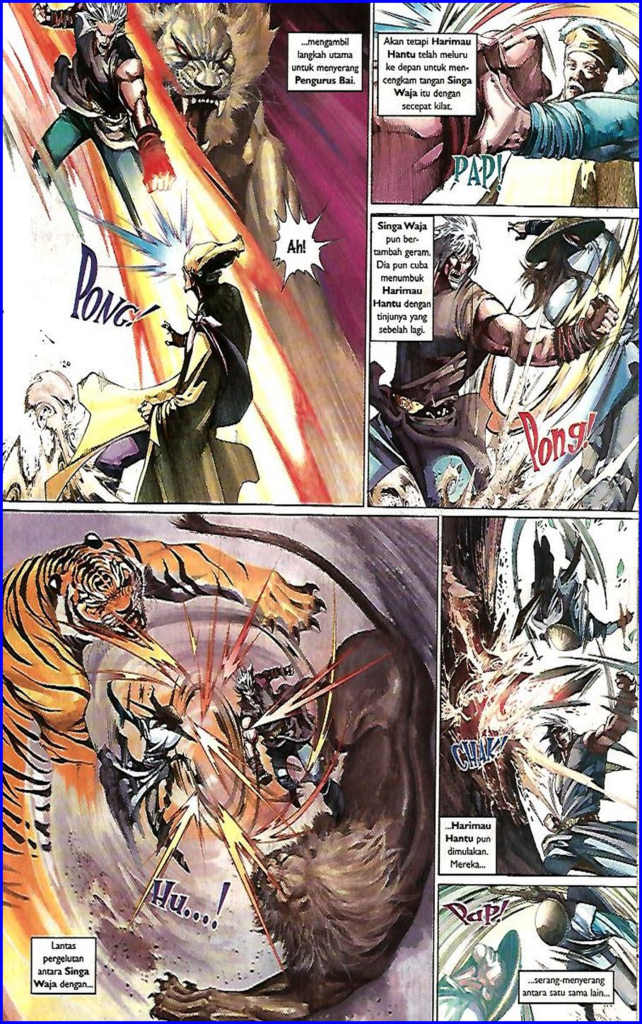 ...mengambil
langkah utama
untuk menyerang
Pengurus Bai.
Ah!
PONG!
Akan tetapi Harimau
Hantu telah meluru
ke depan untuk men-
cengkam tangan Singa
Waja itu dengan
secepat kilat.
PAP!
Singa Waja
pun ber-
tambah geram.
Dia pun cuba
menumbuk
Harimau
Hantu dengan
tinjunya yang
sebelah lagi.
Pong!
Hu....!
Lantas
pergelutan
antara Singa
Waja dengan...
CHAK!
...Harimau
Hantu pun
dimulakan.
Mereka...
Pap!
...serang-menyerang
antara satu sama lain...